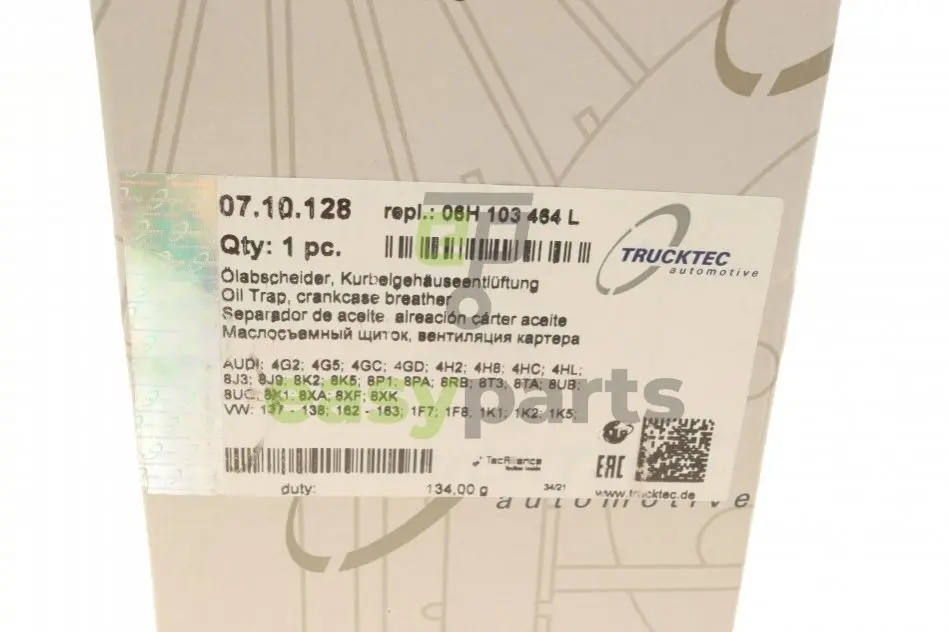 07.10.128 repl.: 06H 103 464 L
Qty: 1 pc.
TRUCKTEC
automotive
Ölabscheider, Kurbelgehäuseentlüftung
Oil Trap, crankcase breather
Separador de aceite, aireación cárter aceite
Маслосъемный щиток, вентиляция картера
AUDI: 4G2; 4G5; 4GC; 4GD; 4H2; 4H8; 4HC; 4HL;
8J3; 8J9; 8K2; 8K5; 8P1; 8PA; 8RB; 8T3; 8TA; 8UB;
8UG; 8X1; 8XA; 8XF; 8XK
VW: 137 - 138; 162 - 163; 1F7; 1F8; 1K1; 1K2; 1K5;
easyparts
TecAlliance
EAC
duty: 134,00 g 34/21 www.trucktec.de
automotive